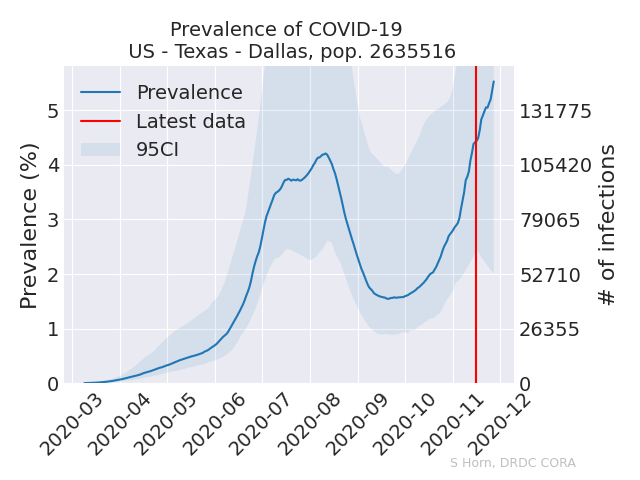 Prevalence of COVID-19
US - Texas - Dallas, pop. 2635516
Prevalence
Latest data
95CI
Prevalence (%)
5
4
3
2
1
0
131775
105420
79065
52710
26355
0
# of infections
2020-03
2020-04
2020-05
2020-06
2020-07
2020-08
2020-09
2020-10
2020-11
2020-12
S Horn, DRDC CORA